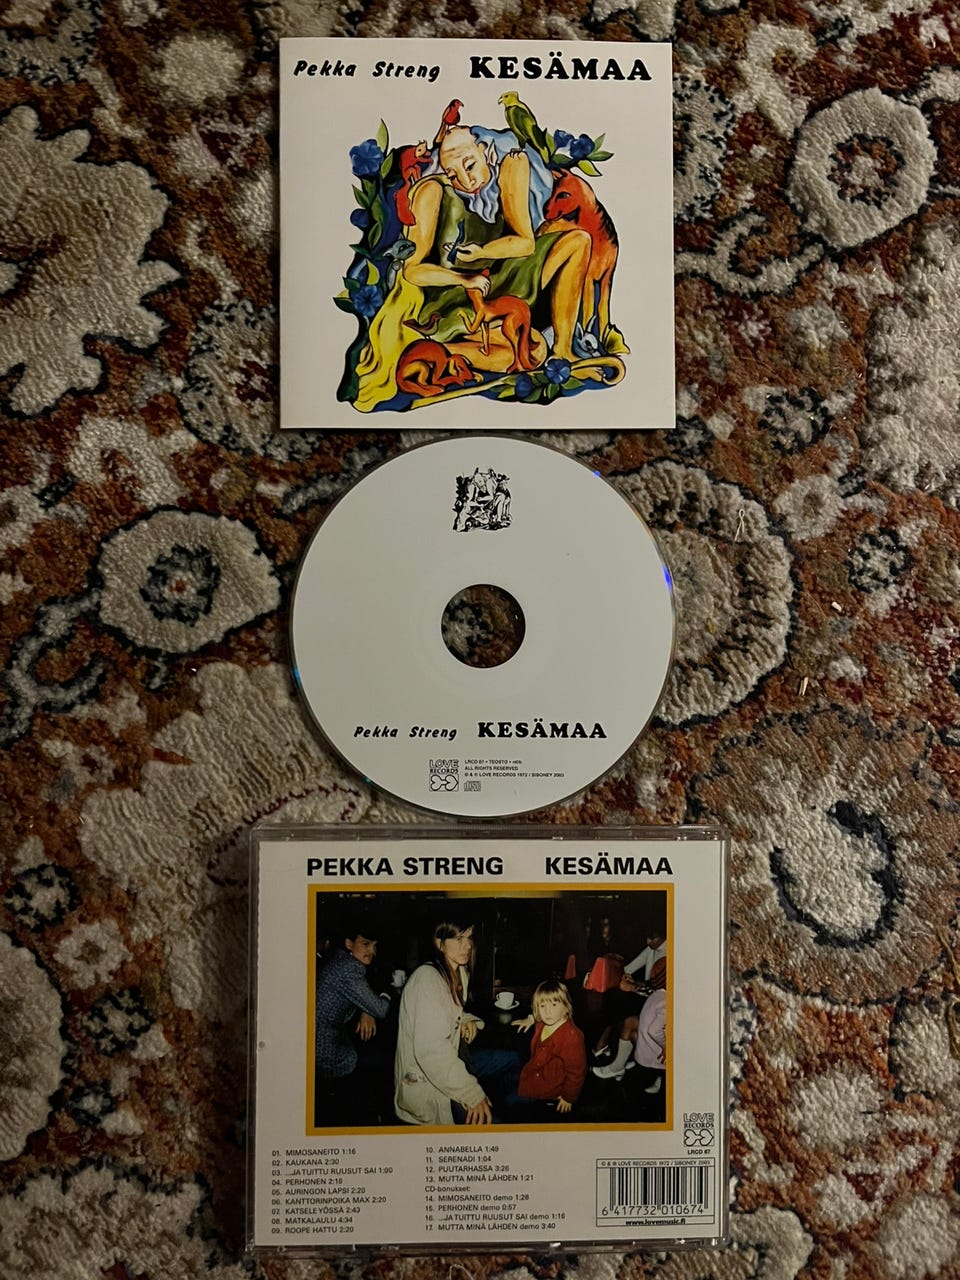 Pekka Streng KESÄMAA
Pekka Streng KESÄMAA
LOVE
RECORDS
LRCD 67 • TEOSTO • ncb
ALL RIGHTS RESERVED
© & ℗ LOVE RECORDS 1972 / SIBONEY 2003
PEKKA STRENG KESÄMAA
01. MIMOSANEITO 1:16
02. KAUKANA 2:30
03. ...JA TUITTU RUUSUT SAI 1:00
04. PERHONEN 2:16
05. AURINGON LAPSI 2:20
06. KANTTORINPOIKA MAX 2:20
07. KATSELE YÖSSÄ 2:43
08. MATKALAULU 4:34
09. ROOPE HATTU 2:20
10. ANNABELLA 1:49
11. SERENADI 1:04
12. PUUTARHASSA 3:26
13. MUTTA MINÄ LÄHDEN 1:21
CD-bonukset:
14. MIMOSANEITO demo 1:28
15. PERHONEN demo 0:57
16. ...JA TUITTU RUUSUT SAI demo 1:16
17. MUTTA MINÄ LÄHDEN demo 3:40
LOVE
RECORDS
LRCD 67
© & ℗ LOVE RECORDS 1972 / SIBONEY 2003
6 417732 010674
www.lovemusic.fi